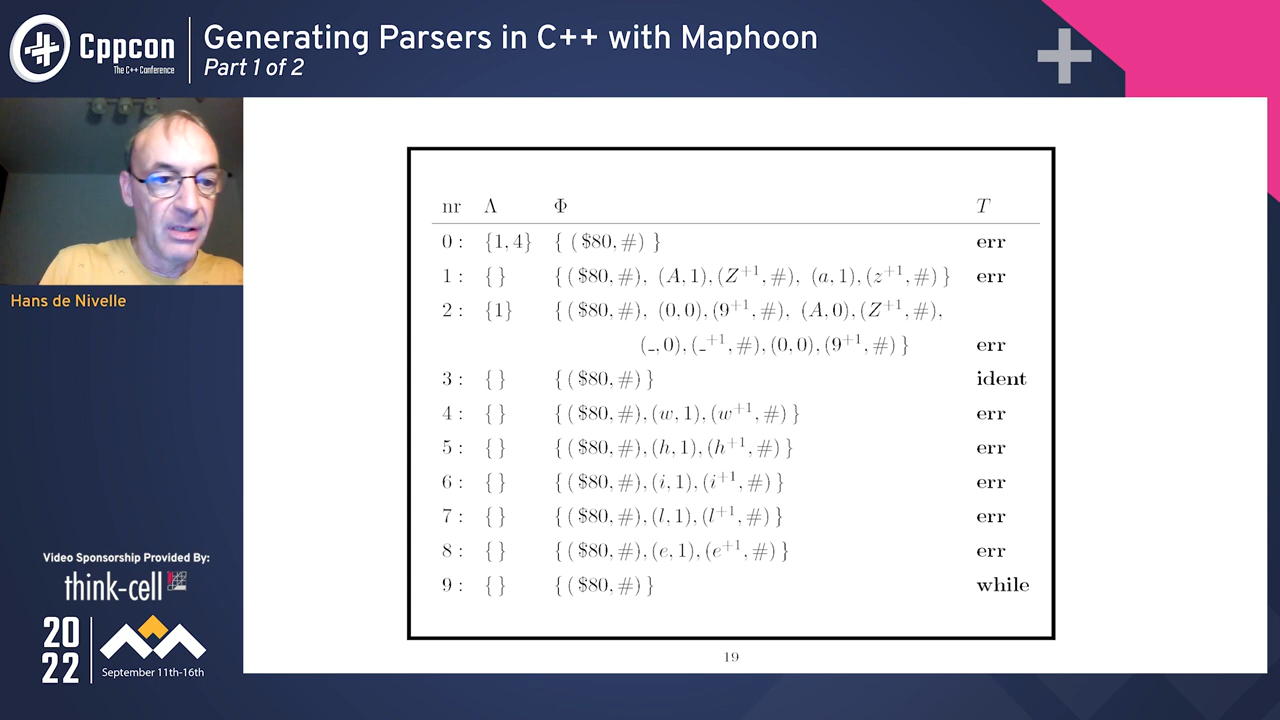 Cppcon
The C++ Conference
Generating Parsers in C++ with Maphoon
Part 1 of 2
Hans de Nivelle
nr Λ Φ T
0 : {1, 4} { ( $80, #) } err
1 : { } { ( $80, #), (A, 1), (Z⁺¹, #), (a, 1), (z⁺¹, #) } err
2 : {1} { ( $80, #), (0, 0), (9⁺¹, #), (A, 0), (Z⁺¹, #),
(_, 0), (_⁺¹, #), (0, 0), (9⁺¹, #) } err
3 : { } { ( $80, #) } ident
4 : { } { ( $80, #), (w, 1), (w⁺¹, #) } err
5 : { } { ( $80, #), (h, 1), (h⁺¹, #) } err
6 : { } { ( $80, #), (i, 1), (i⁺¹, #) } err
7 : { } { ( $80, #), (l, 1), (l⁺¹, #) } err
8 : { } { ( $80, #), (e, 1), (e⁺¹, #) } err
9 : { } { ( $80, #) } while
19
Video Sponsorship Provided By:
think-cell
20
22
September 11th-16th